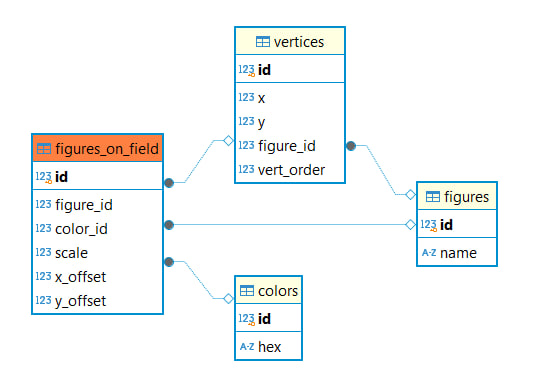 vertices
123 id
123 x
123 y
123 figure_id
123 vert_order
figures_on_field
123 id
123 figure_id
123 color_id
123 scale
123 x_offset
123 y_offset
figures
123 id
A-Z name
colors
123 id
A-Z hex